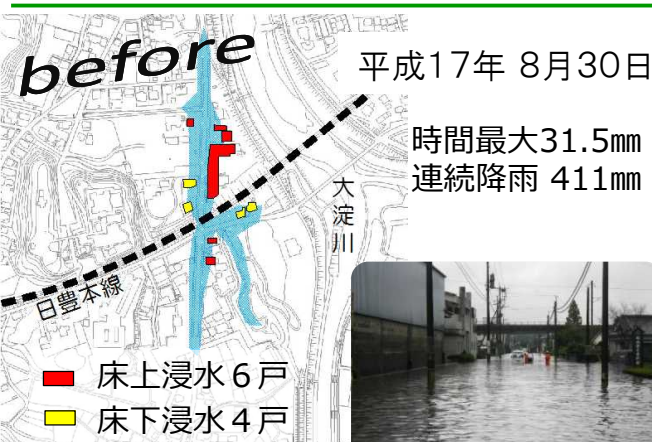 before
平成17年 8月30日
時間最大31.5㎜
連続降雨 411㎜
大淀川
日豊本線
床上浸水６戸
床下浸水４戸